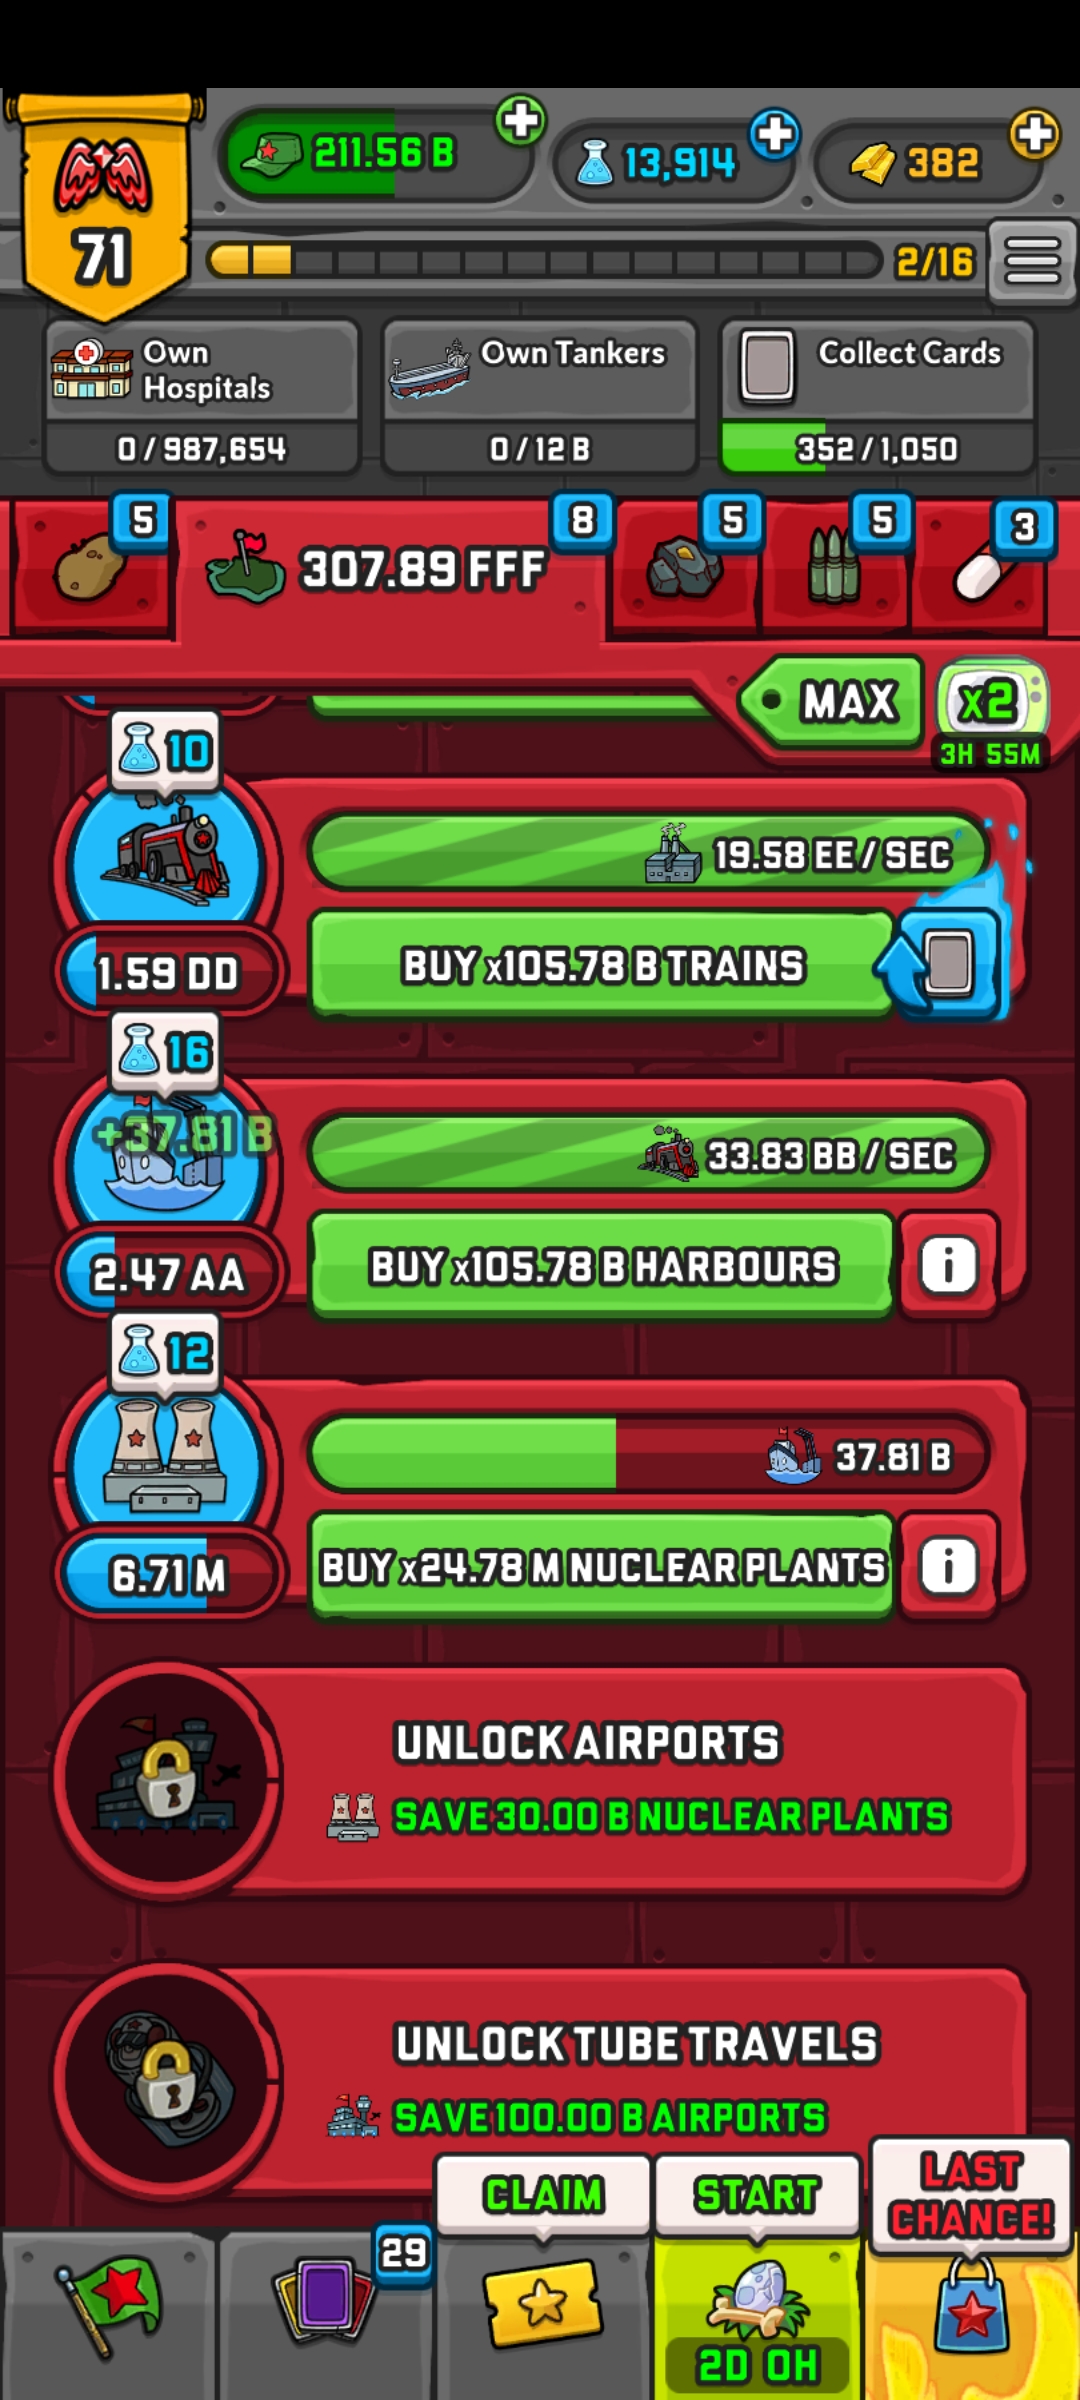 211.56 B
13,914
382
71
2/16
Own
Hospitals
0 / 987,654
Own Tankers
0 / 12 B
Collect Cards
352 / 1,050
5
307.89 FFF
8
5
5
3
MAX
x2
3H 55M
10
19.58 EE / SEC
1.59 DD
BUY x105.78 B TRAINS
16
+37.81 B
33.83 BB / SEC
2.47 AA
BUY x105.78 B HARBOURS
i
12
37.81 B
6.71 M
BUY x24.78 M NUCLEAR PLANTS
i
UNLOCK AIRPORTS
SAVE 30.00 B NUCLEAR PLANTS
UNLOCK TUBE TRAVELS
SAVE 100.00 B AIRPORTS
CLAIM
START
LAST
CHANCE!
29
2D 0H